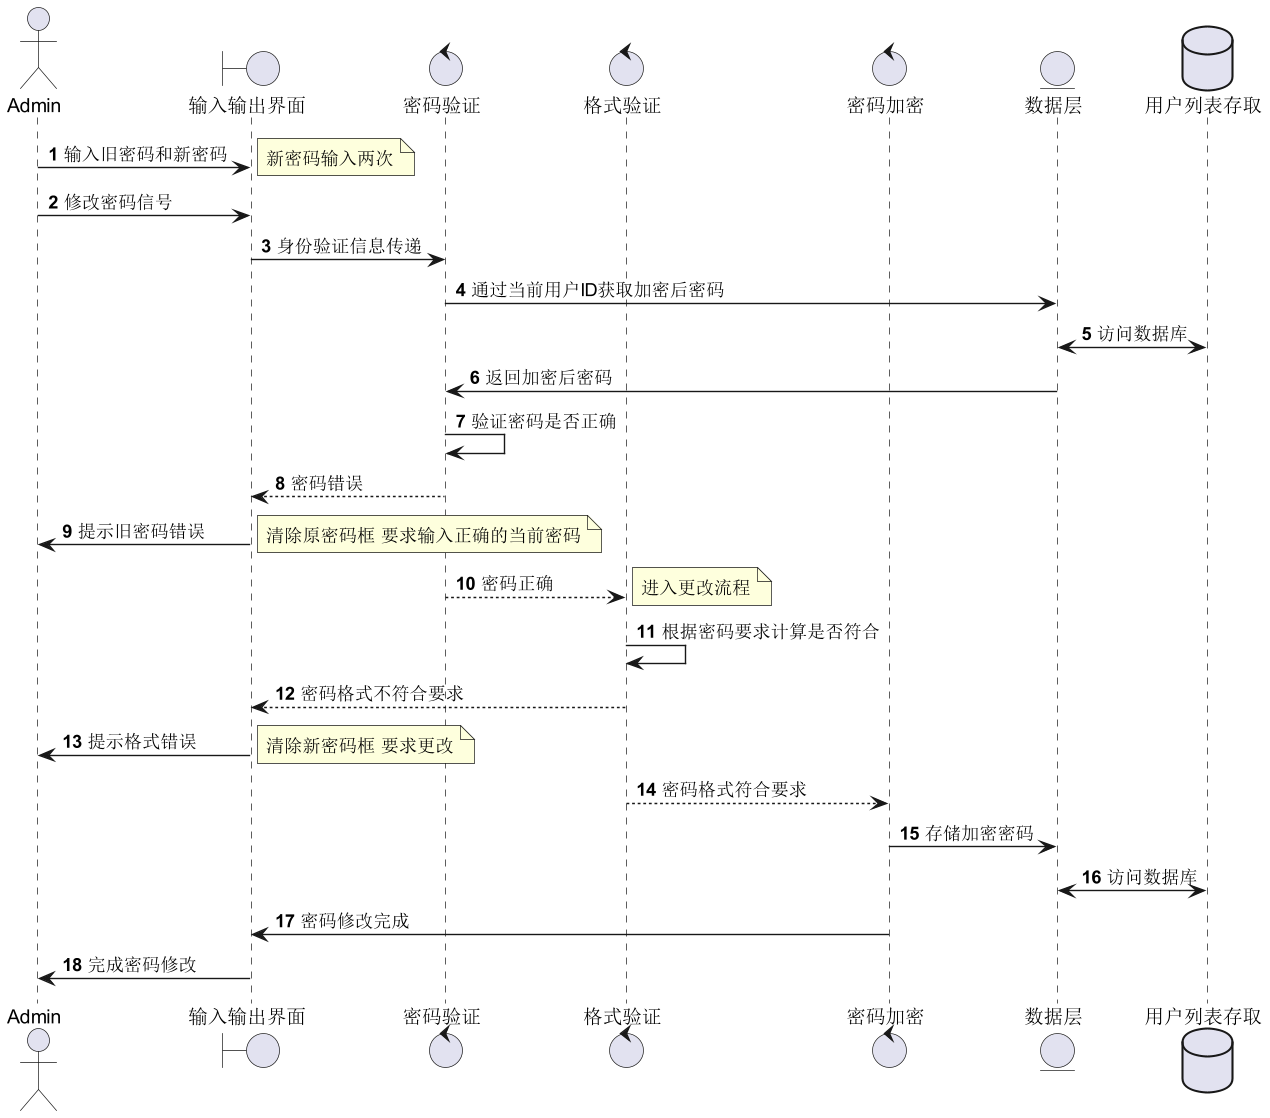 Admin
输入输出界面
密码验证
格式验证
密码加密
数据层
用户列表存取
1 输入旧密码和新密码
新密码输入两次
2 修改密码信号
3 身份验证信息传递
4 通过当前用户ID获取加密后密码
5 访问数据库
6 返回加密后密码
7 验证密码是否正确
8 密码错误
9 提示旧密码错误
清除原密码框 要求输入正确的当前密码
10 密码正确
进入更改流程
11 根据密码要求计算是否符合
12 密码格式不符合要求
13 提示格式错误
清除新密码框 要求更改
14 密码格式符合要求
15 存储加密密码
16 访问数据库
17 密码修改完成
18 完成密码修改
Admin
输入输出界面
密码验证
格式验证
密码加密
数据层
用户列表存取